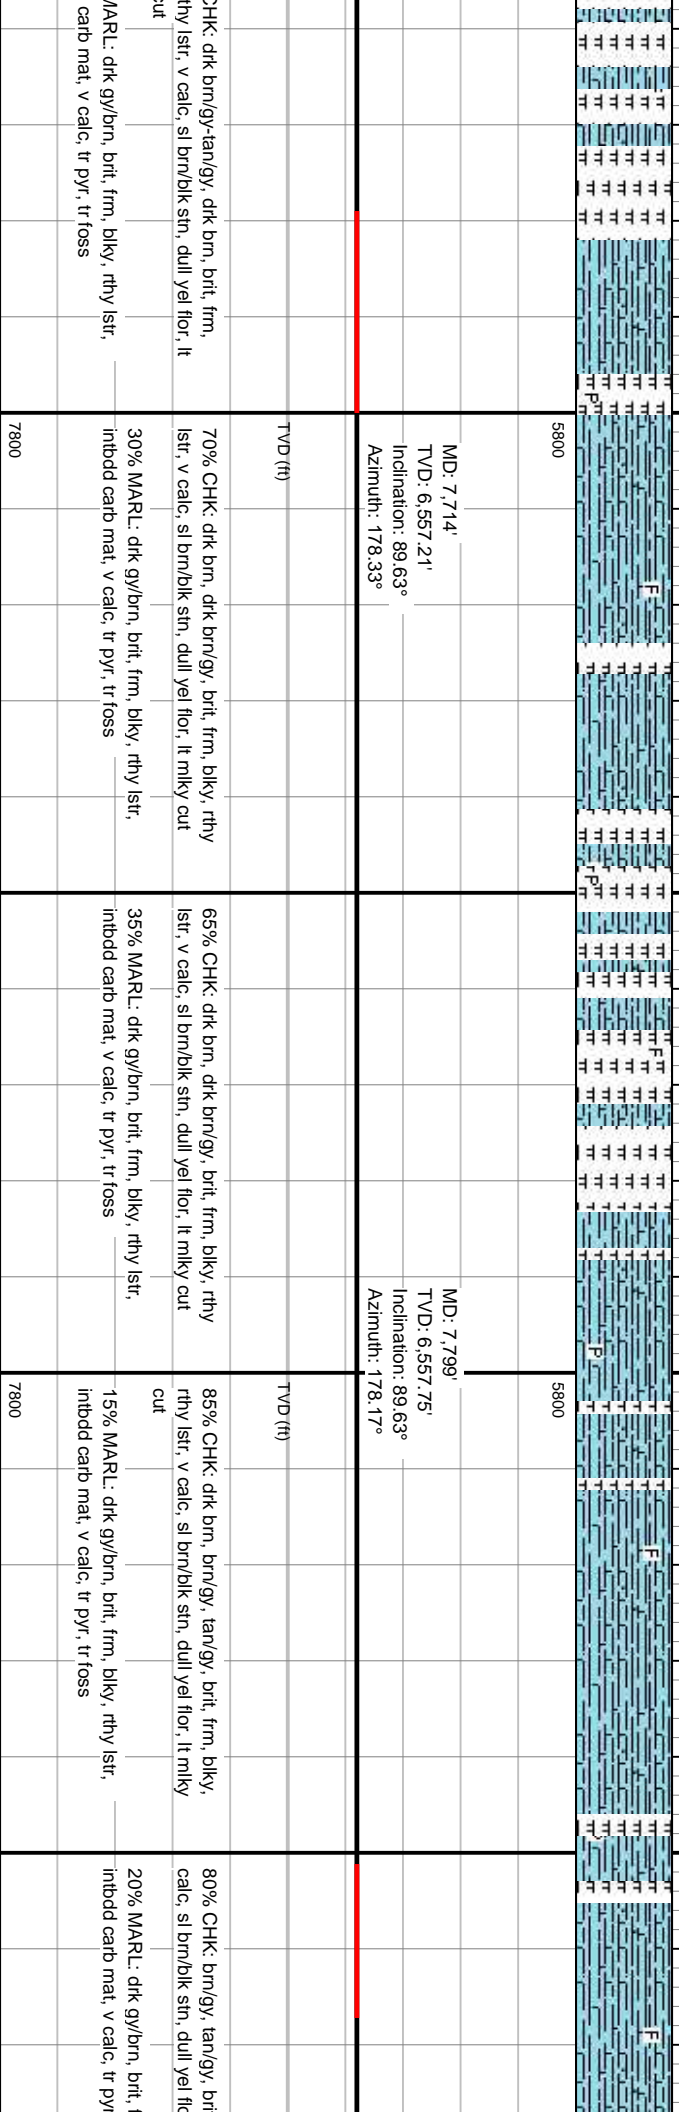 CHK: drk brn/gy-tan/gy, drk brn, brit, frm,
rthy lstr, v calc, sl brn/blk stn, dull yel flor, lt
cut
MARL: drk gy/brn, brit, frm, blky, rthy lstr,
carb mat, v calc, tr pyr, tr foss
5800
MD: 7,714'
TVD: 6,557.21'
Inclination: 89.63°
Azimuth: 178.33°
TVD (ft)
7800
70% CHK: drk brn, drk brn/gy, brit, frm, blky, rthy
lstr, v calc, sl brn/blk stn, dull yel flor, lt mlky cut
30% MARL: drk gy/brn, brit, frm, blky, rthy lstr,
intbdd carb mat, v calc, tr pyr, tr foss
65% CHK: drk brn, drk brn/gy, brit, frm, blky, rthy
lstr, v calc, sl brn/blk stn, dull yel flor, lt mlky cut
35% MARL: drk gy/brn, brit, frm, blky, rthy lstr,
intbdd carb mat, v calc, tr pyr, tr foss
MD: 7,799'
TVD: 6,557.75'
Inclination: 89.63°
Azimuth: 178.17°
5800
TVD (ft)
7800
85% CHK: drk brn, brn/gy, tan/gy, brit, frm, blky,
rthy lstr, v calc, sl brn/blk stn, dull yel flor, lt mlky
cut
15% MARL: drk gy/brn, brit, frm, blky, rthy lstr,
intbdd carb mat, v calc, tr pyr, tr foss
80% CHK: brn/gy, tan/gy, bri
calc, sl brn/blk stn, dull yel flo
20% MARL: drk gy/brn, brit, f
intbdd carb mat, v calc, tr pyr
P
F
P
F
P
F
F